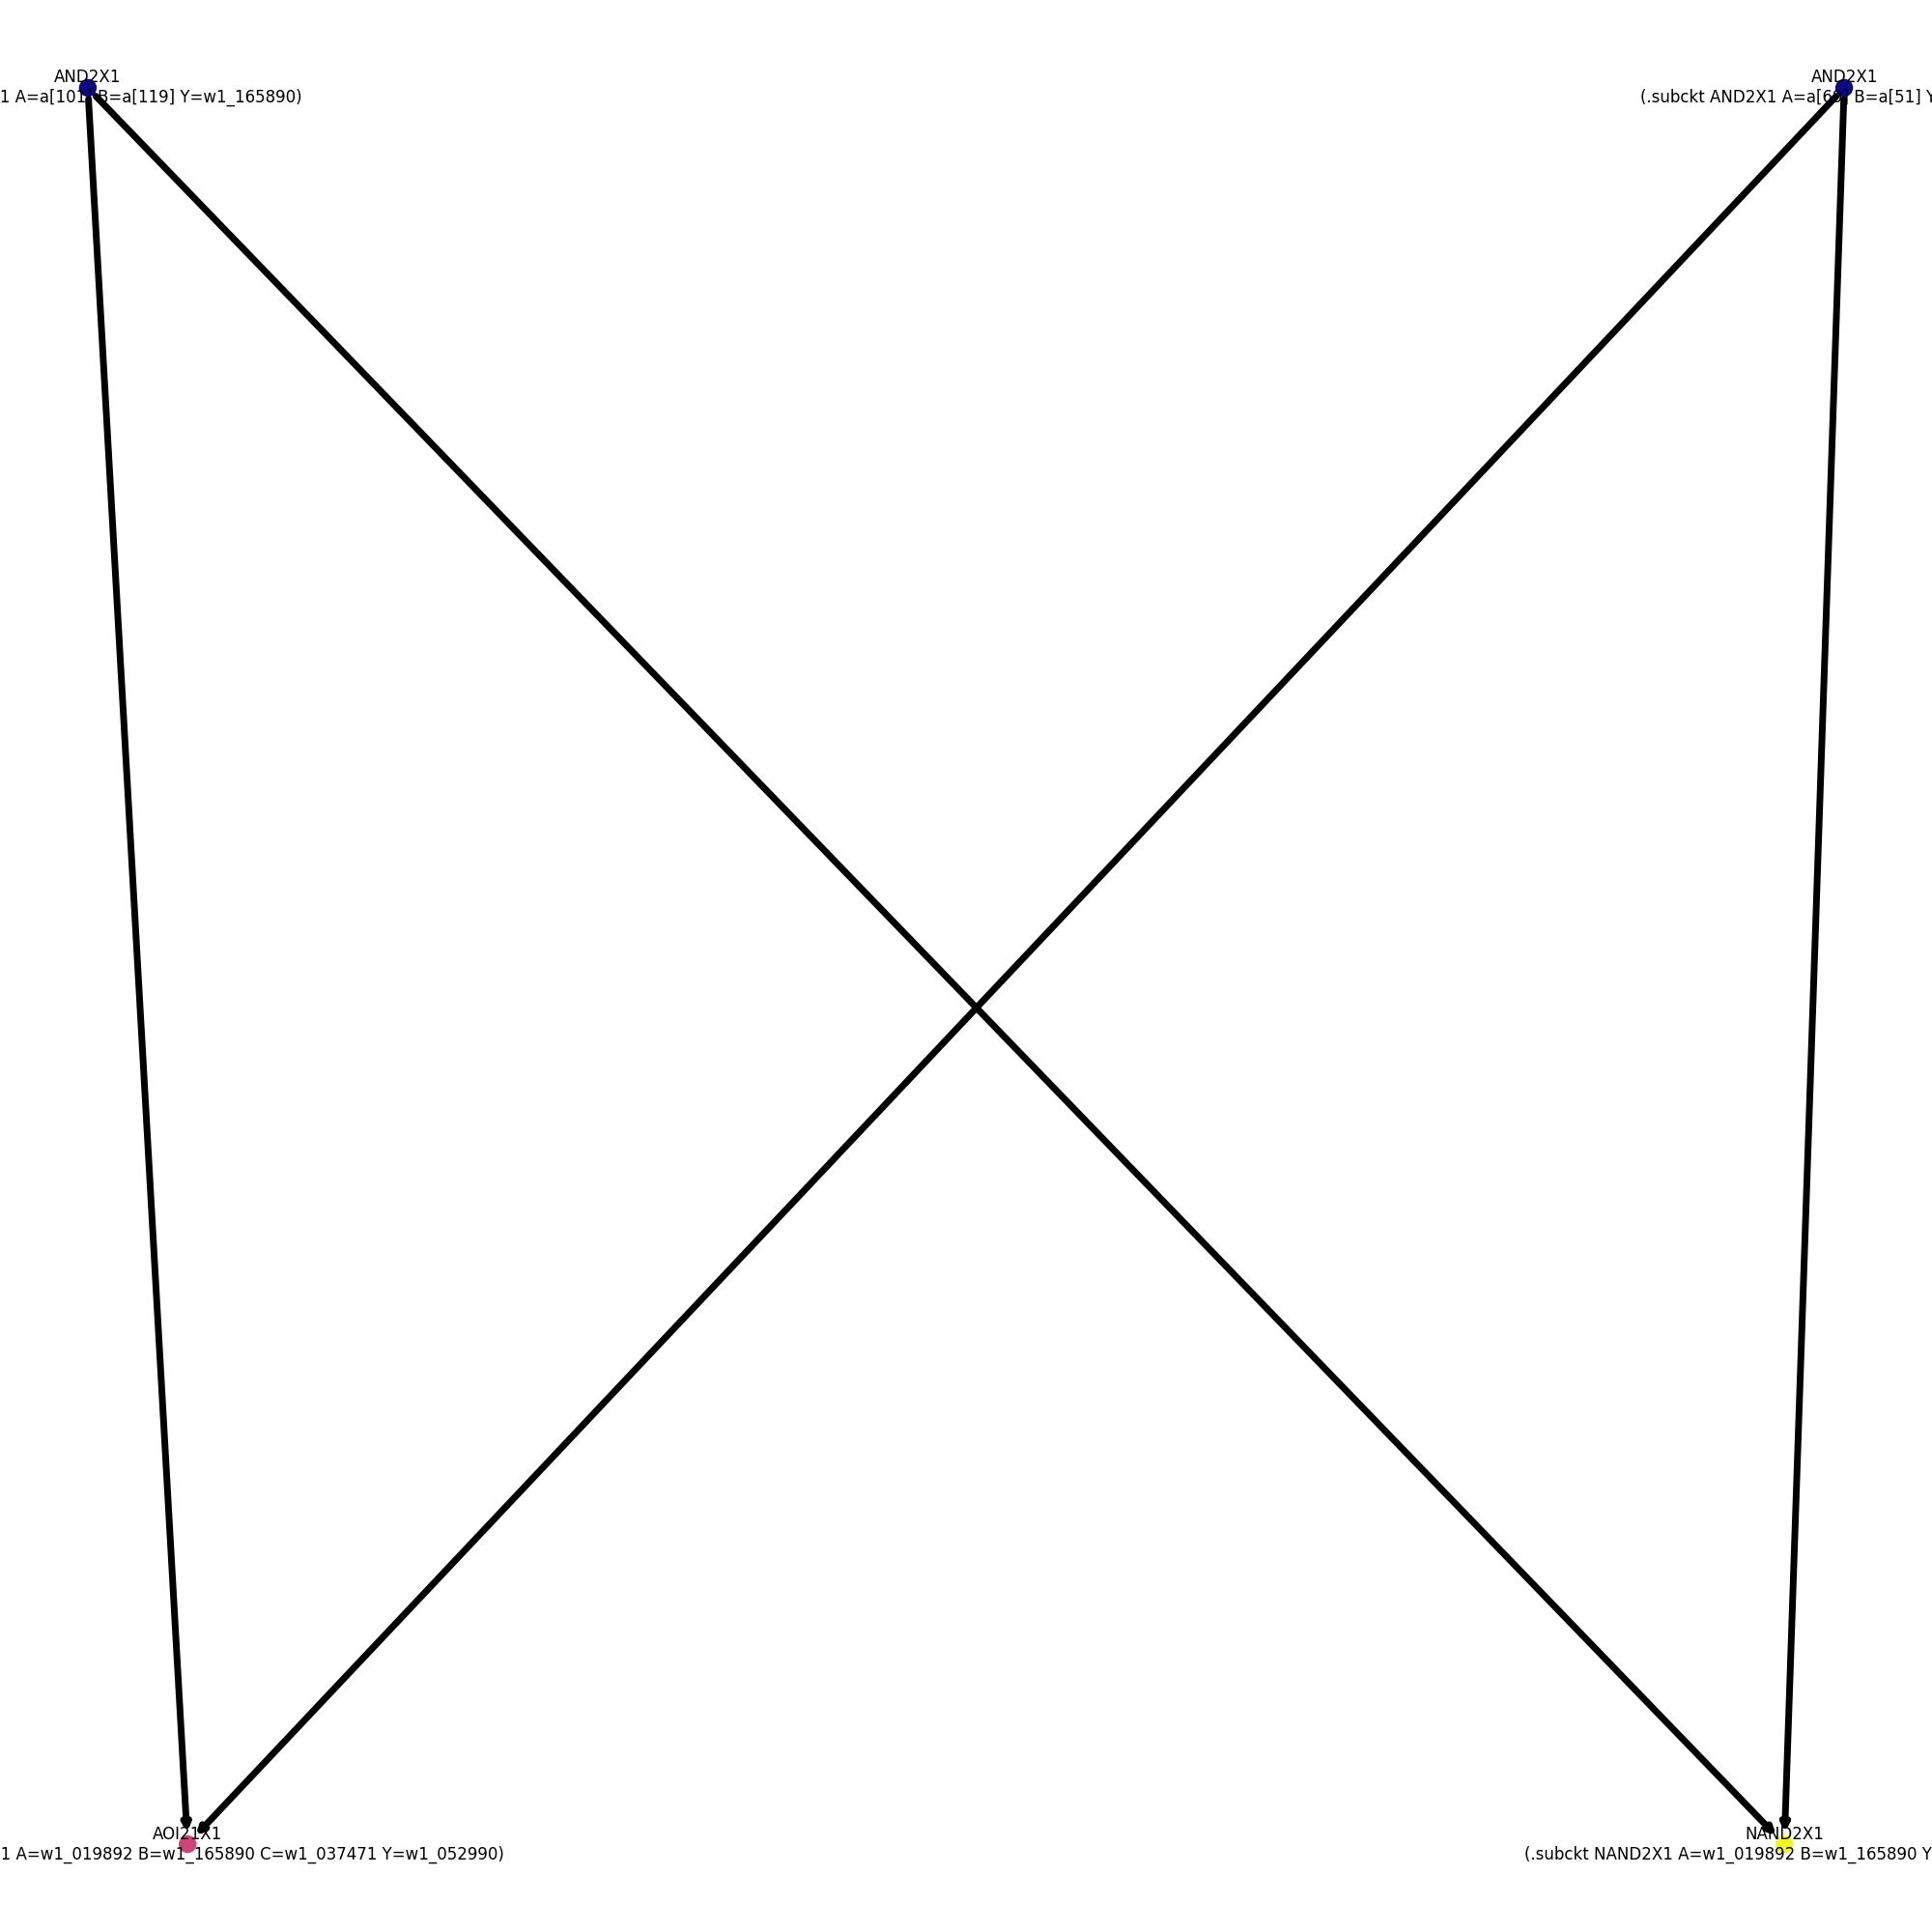 AND2X1
1 A=a[101] B=a[119] Y=w1_165890)
AND2X1
(.subckt AND2X1 B=a[51] Y
AOI21X1
1 A=w1_019892 B=w1_165890 C=w1_037471 Y=w1_052990)
NAND2X1
(.subckt NAND2X1 A=w1_019892 B=w1_165890 Y